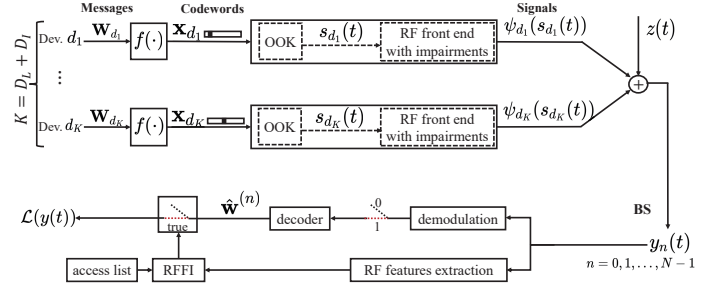 Messages Codewords Signals
K = D_L + D_I
Dev. d_1 W_{d_1} f(·) x_{d_1} OOK s_{d_1}(t) RF front end with impairments ψ_{d_1}(s_{d_1}(t)) z(t)
⋮
+
Dev. d_K W_{d_K} f(·) x_{d_K} OOK s_{d_K}(t) RF front end with impairments ψ_{d_K}(s_{d_K}(t))
BS
L(y(t)) true ŵ^{(n)} decoder 0 1 demodulation
y_n(t)
n = 0, 1, . . . , N − 1
access list RFFI RF features extraction